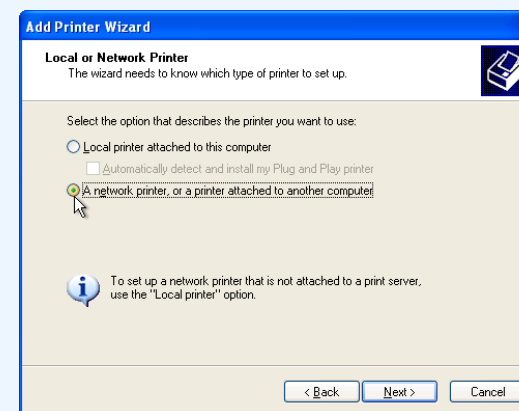 Add Printer Wizard
Local or Network Printer
The wizard needs to know which type of printer to set up.
Select the option that describes the printer you want to use:
Local printer attached to this computer
Automatically detect and install my Plug and Play printer
A network printer, or a printer attached to another computer
To set up a network printer that is not attached to a print server,
use the "Local printer" option.
< Back Next > Cancel